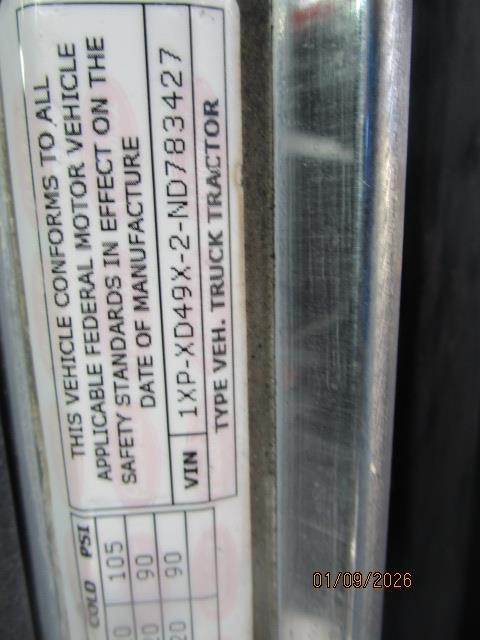 THIS VEHICLE CONFORMS TO ALL
APPLICABLE FEDERAL MOTOR VEHICLE
SAFETY STANDARDS IN EFFECT ON THE
DATE OF MANUFACTURE
VIN 1XP-XD49X-2-ND783427
TYPE VEH. TRUCK TRACTOR
COLD PSI
105
90
20 90
01/09/2026